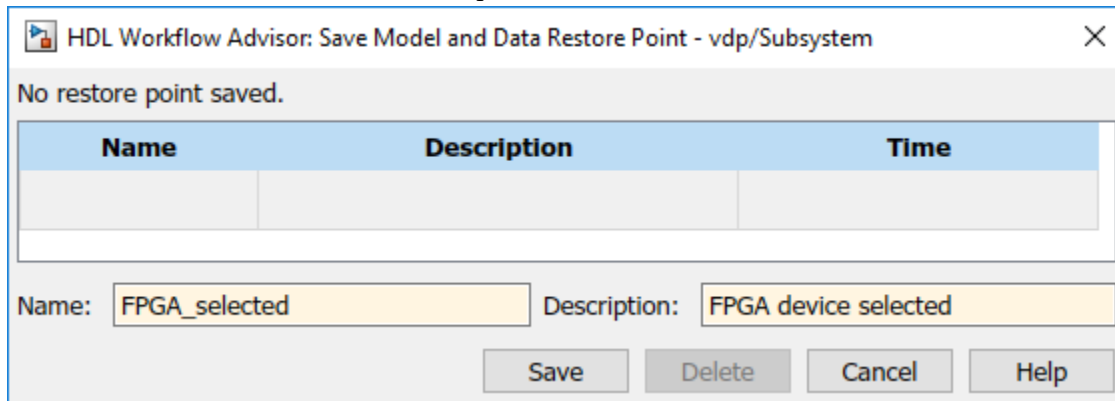 HDL Workflow Advisor: Save Model and Data Restore Point - vdp/Subsystem
No restore point saved.
Name Description Time
Name: FPGA_selected Description: FPGA device selected
Save Delete Cancel Help